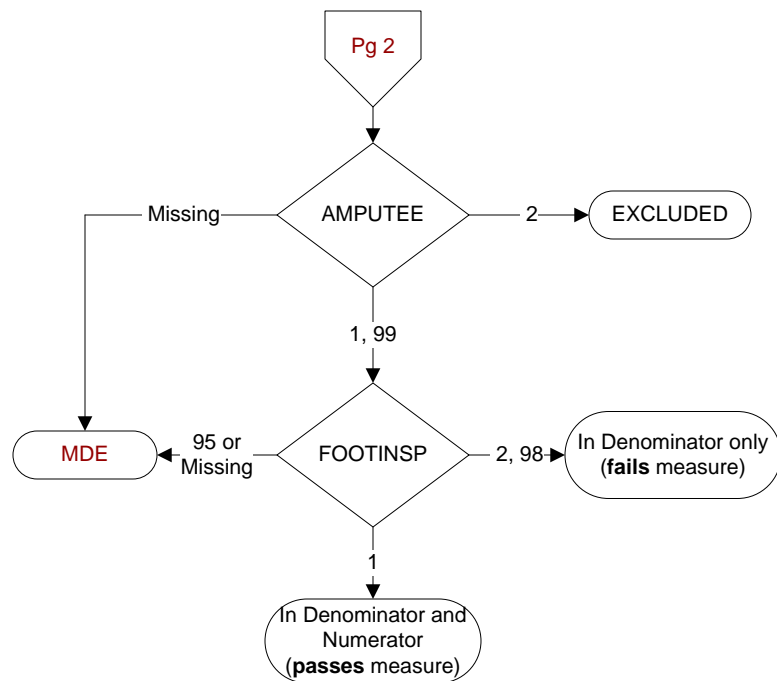 Pg 2
AMPUTEE
Missing
2
EXCLUDED
1, 99
MDE
95 or
Missing
FOOTINSP
2, 98
In Denominator only
(fails measure)
1
In Denominator and
Numerator
(passes measure)